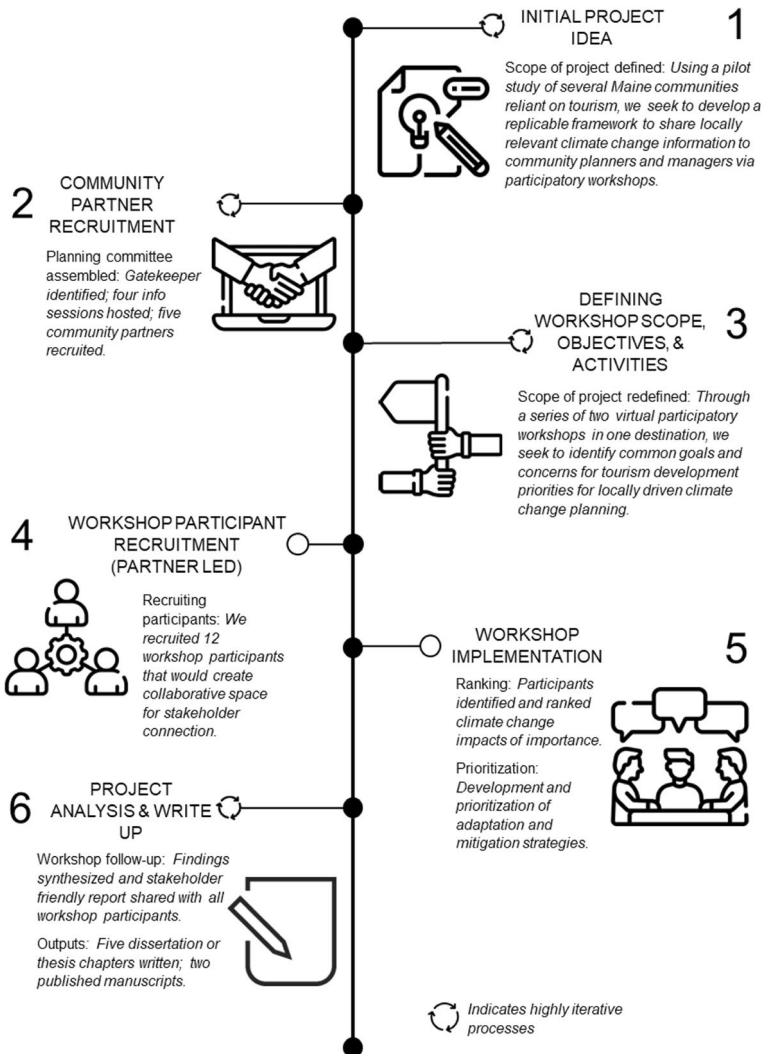 1
INITIAL PROJECT
IDEA
Scope of project defined: Using a pilot
study of several Maine communities
reliant on tourism, we seek to develop a
replicable framework to share locally
relevant climate change information to
community planners and managers via
participatory workshops.
2
COMMUNITY
PARTNER
RECRUITMENT
Planning committee
assembled: Gatekeeper
identified; four info
sessions hosted; five
community partners
recruited.
3
DEFINING
WORKSHOP SCOPE,
OBJECTIVES, &
ACTIVITIES
Scope of project redefined: Through
a series of two virtual participatory
workshops in one destination, we
seek to identify common goals and
concerns for tourism development
priorities for locally driven climate
change planning.
4
WORKSHOP PARTICIPANT
RECRUITMENT
(PARTNER LED)
Recruiting
participants: We
recruited 12
workshop participants
that would create
collaborative space
for stakeholder
connection.
5
WORKSHOP
IMPLEMENTATION
Ranking: Participants
identified and ranked
climate change
impacts of importance.
Prioritization:
Development and
prioritization of
adaptation and
mitigation strategies.
6
PROJECT
ANALYSIS & WRITE
UP
Workshop follow-up: Findings
synthesized and stakeholder
friendly report shared with all
workshop participants.
Outputs: Five dissertation or
thesis chapters written; two
published manuscripts.
Indicates highly iterative
processes